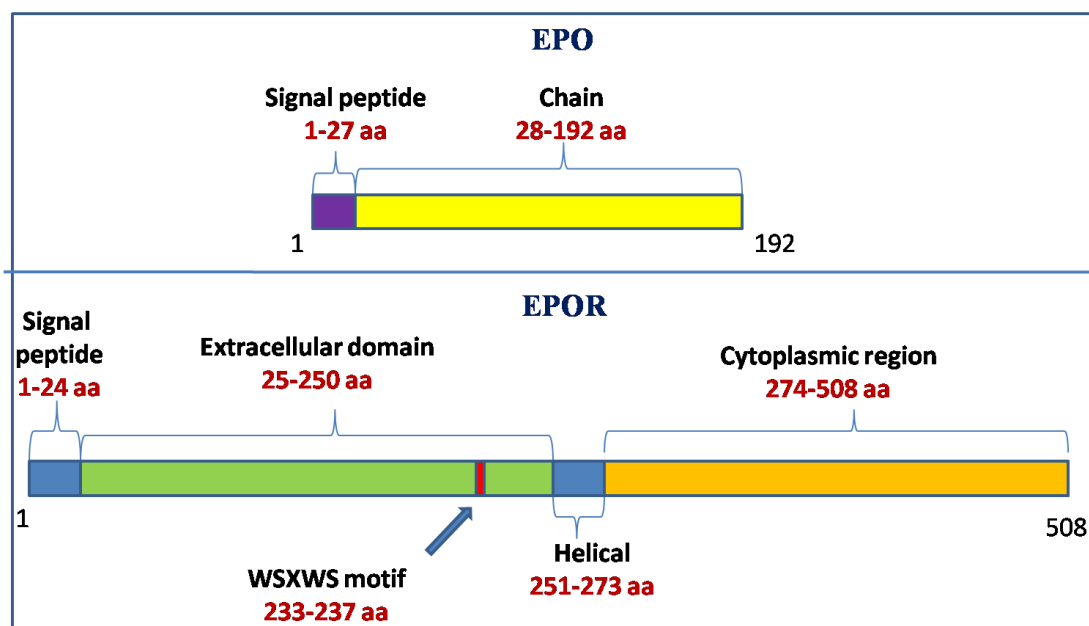 EPO
Signal peptide
1-27 aa
Chain
28-192 aa
1
192
EPOR
Signal
peptide
1-24 aa
Extracellular domain
25-250 aa
Cytoplasmic region
274-508 aa
1
508
WSXWS motif
233-237 aa
Helical
251-273 aa